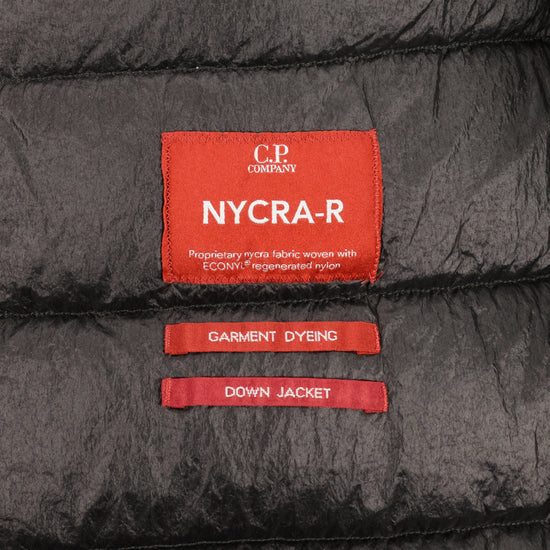 C.P.
COMPANY
NYCRA-R
Proprietary nycra fabric woven with
ECONYL® regenerated nylon
GARMENT DYEING
DOWN JACKET